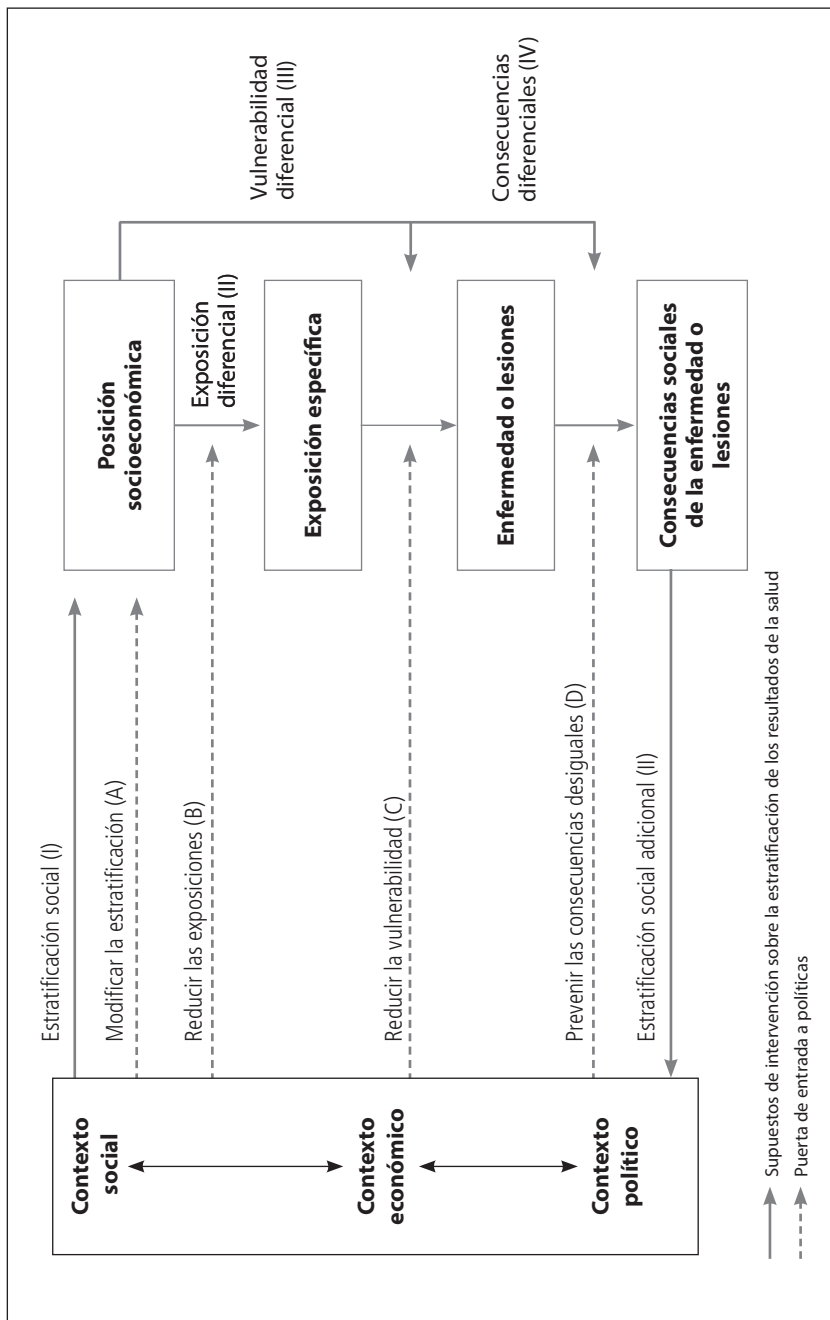 Contexto
social
Contexto
económico
Contexto
político
Estratificación social (I)
Modificar la estratificación (A)
Reducir las exposiciones (B)
Reducir la vulnerabilidad (C)
Prevenir las consecuencias desiguales (D)
Estratificación social adicional (II)
Posición
socioeconómica
Exposición
diferencial (II)
Exposición específica
Enfermedad o lesiones
Consecuencias sociales
de la enfermedad o
lesiones
Vulnerabilidad
diferencial (III)
Consecuencias
diferenciales (IV)
Supuestos de intervención sobre la estratificación de los resultados de la salud
Puerta de entrada a políticas